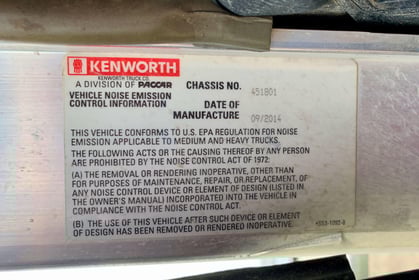 KENWORTH
KENWORTH TRUCK CO.
A DIVISION OF PACCAR
CHASSIS NO. 451801
VEHICLE NOISE EMISSION
CONTROL INFORMATION
DATE OF
MANUFACTURE 09/2014
THIS VEHICLE CONFORMS TO U.S. EPA REGULATION FOR NOISE
EMISSION APPLICABLE TO MEDIUM AND HEAVY TRUCKS.
THE FOLLOWING ACTS OR THE CAUSING THEREOF BY ANY PERSON
ARE PROHIBITED BY THE NOISE CONTROL ACT OF 1972:
(A) THE REMOVAL OR RENDERING INOPERATIVE, OTHER THAN
FOR PURPOSES OF MAINTENANCE, REPAIR, OR REPLACEMENT, OF
ANY NOISE CONTROL DEVICE OR ELEMENT OF DESIGN (LISTED IN
THE OWNER'S MANUAL) INCORPORATED INTO THE VEHICLE IN
COMPLIANCE WITH THE NOISE CONTROL ACT.
(B) THE USE OF THIS VEHICLE AFTER SUCH DEVICE OR ELEMENT
OF DESIGN HAS BEEN REMOVED OR RENDERED INOPERATIVE.